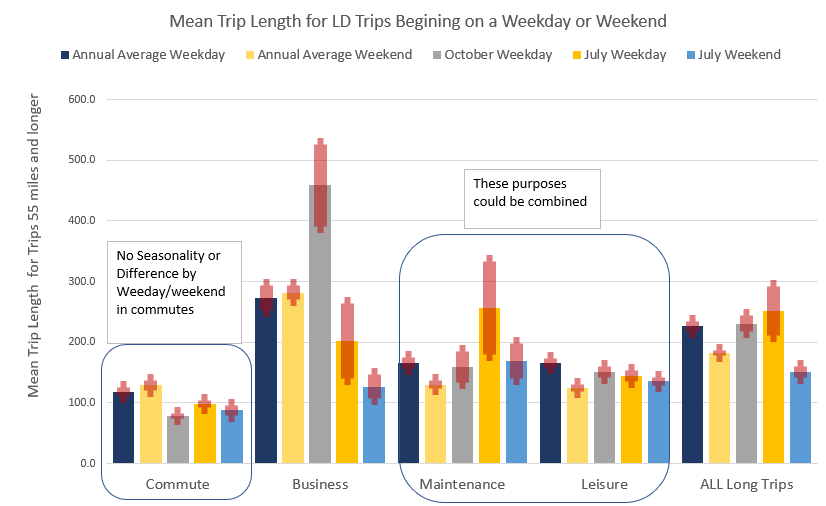 Mean Trip Length for LD Trips Begining on a Weekday or Weekend
Annual Average Weekday Annual Average Weekend October Weekday July Weekday July Weekend
Mean Trip Length for Trips 55 miles and longer
600.0
500.0
400.0
300.0
200.0
100.0
0.0
These purposes
could be combined
No Seasonality or
Difference by
Weeday/weekend
in commutes
Commute Business Maintenance Leisure ALL Long Trips